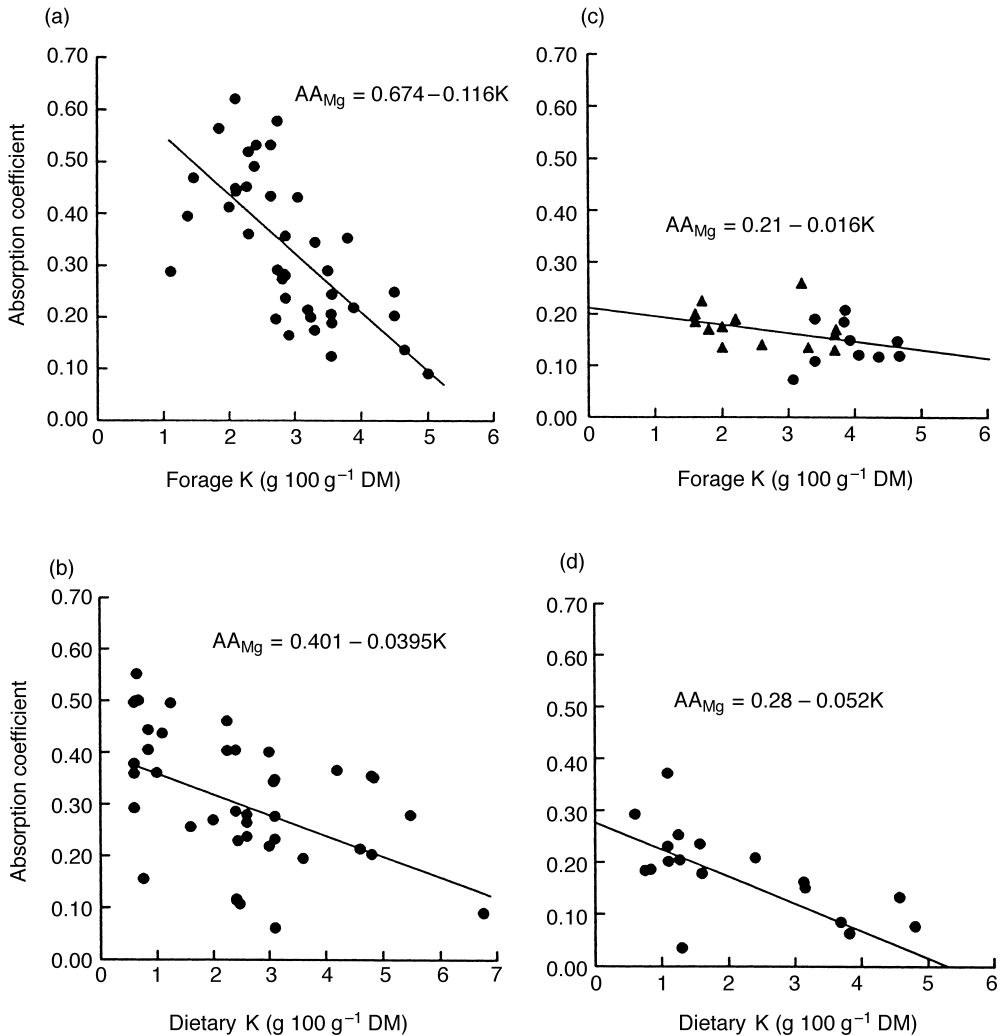 (a)
0.70
0.60
0.50
0.40
0.30
0.20
0.10
0.00
Absorption coefficient
AA_Mg = 0.674 – 0.116K
0 1 2 3 4 5 6
Forage K (g 100 g⁻¹ DM)
(c)
0.70
0.60
0.50
0.40
0.30
0.20
0.10
0.00
AA_Mg = 0.21 – 0.016K
0 1 2 3 4 5 6
Forage K (g 100 g⁻¹ DM)
(b)
0.70
0.60
0.50
0.40
0.30
0.20
0.10
0.00
Absorption coefficient
AA_Mg = 0.401 – 0.0395K
0 1 2 3 4 5 6 7
Dietary K (g 100 g⁻¹ DM)
(d)
0.70
0.60
0.50
0.40
0.30
0.20
0.10
0.00
AA_Mg = 0.28 – 0.052K
0 1 2 3 4 5 6
Dietary K (g 100 g⁻¹ DM)